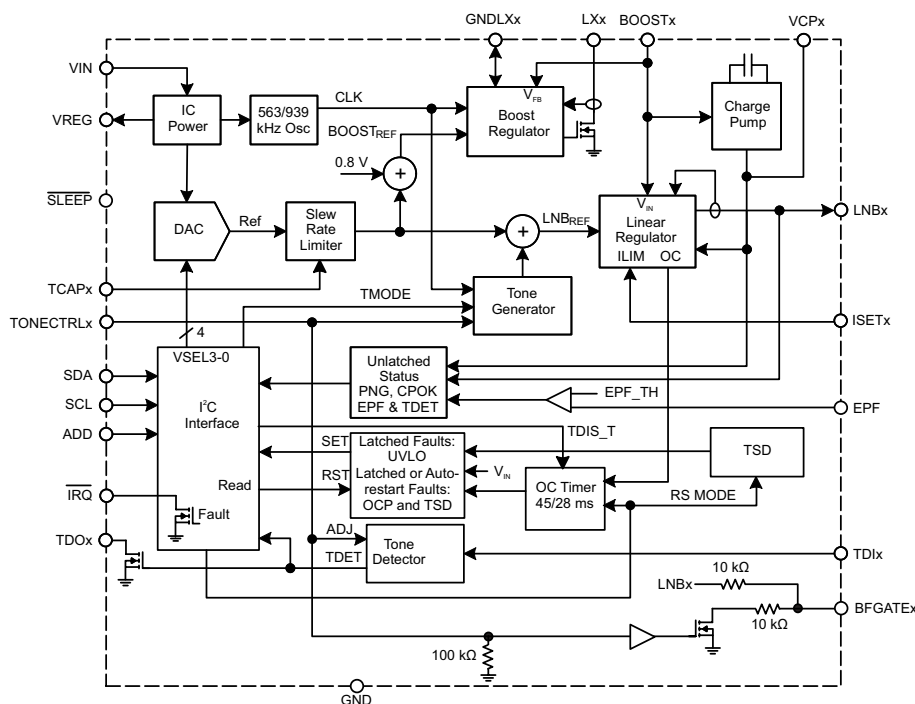 GNDLXx
LXx
BOOSTx
VCPx
VIN
VREG
IC
Power
563/939
kHz Osc
CLK
BOOSTREF
0.8 V
+
VFB
Boost
Regulator
Charge
Pump
SLEEP
DAC
Ref
Slew
Rate
Limiter
+
LNBREF
VIN
Linear
Regulator
ILIM OC
LNBx
TCAPx
TMODE
Tone
Generator
TONECTRLx
ISETx
4
VSEL3-0
SDA
SCL
ADD
I2C
Interface
Unlatched
Status
PNG, CPOK
EPF & TDET
EPF_TH
EPF
TDIS_T
SET
Latched Faults:
UVLO
Latched or Auto-
restart Faults:
OCP and TSD
VIN
TSD
Read
RST
OC Timer
45/28 ms
RS MODE
IRQ
Fault
TDOx
ADJ
TDET
Tone
Detector
TDIx
LNBx
10 kΩ
10 kΩ
BFGATEx
100 kΩ
GND